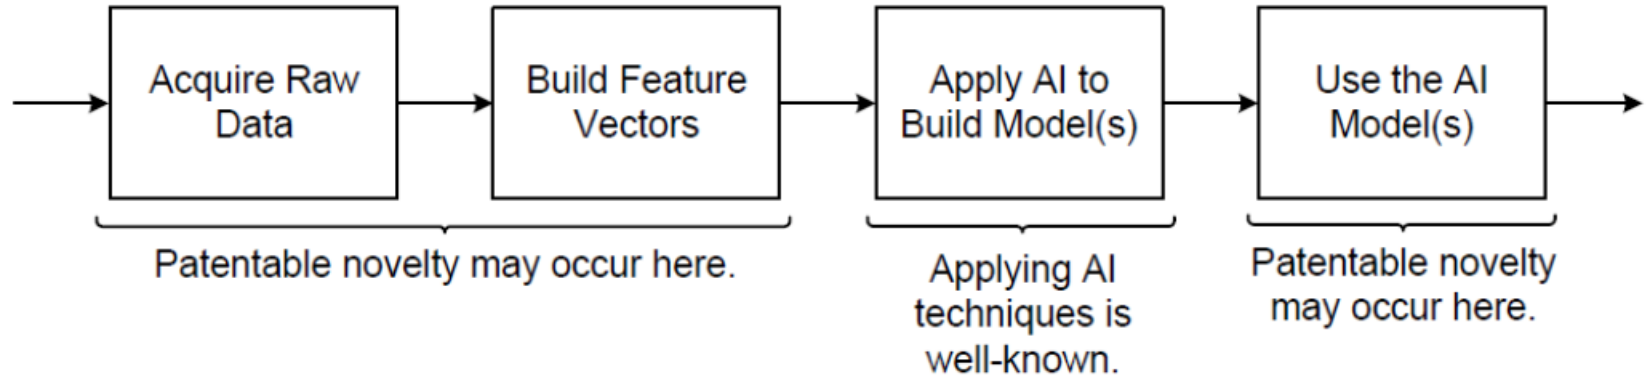 Acquire Raw
Data
Build Feature
Vectors
Apply AI to
Build Model(s)
Use the AI
Model(s)
Patentable novelty may occur here.
Applying AI
techniques is
well-known.
Patentable novelty
may occur here.